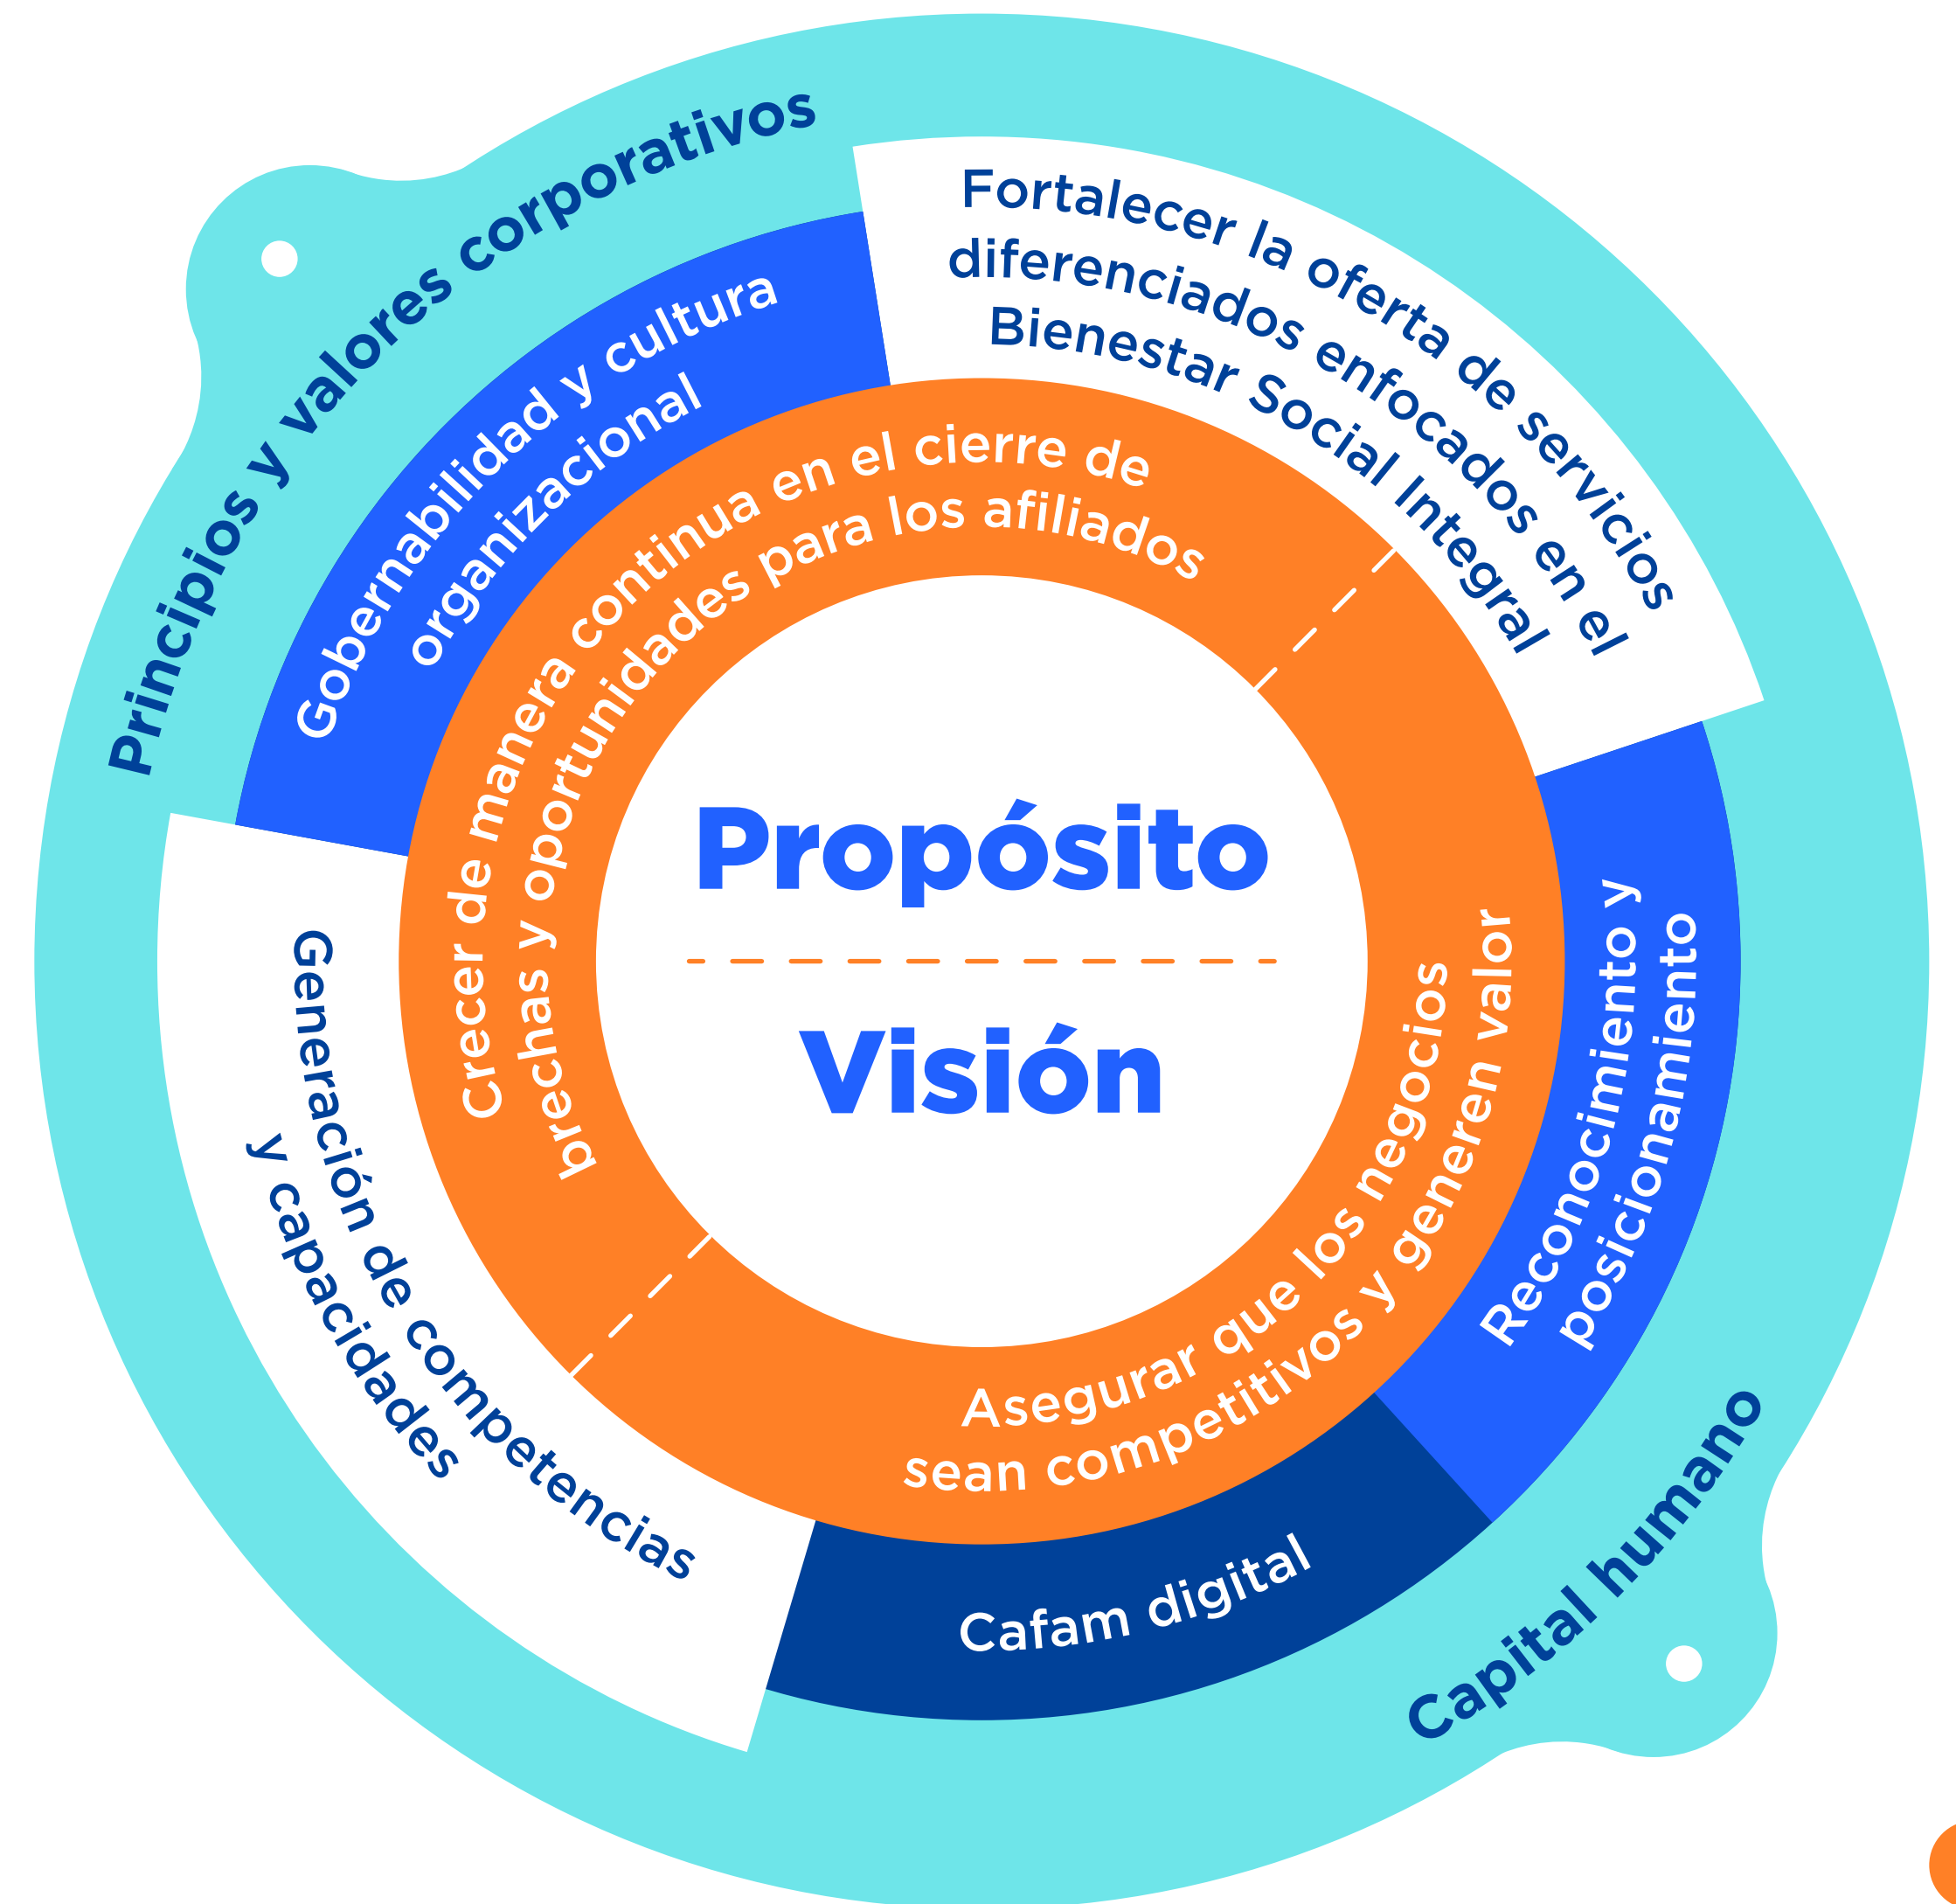 Principios y valores corporativos
Gobernabilidad y cultura
organizacional
Fortalecer la oferta de servicios
diferenciados enfocados en el
Bienestar Social Integral
Crecer de manera continua en el cierre de
brechas y oportunidades para los afiliados
Propósito
Visión
Asegurar que los negocios
sean competitivos y generen valor
Reconocimiento y
posicionamiento
Generación de competencias
y capacidades
Cafam digital
Capital humano